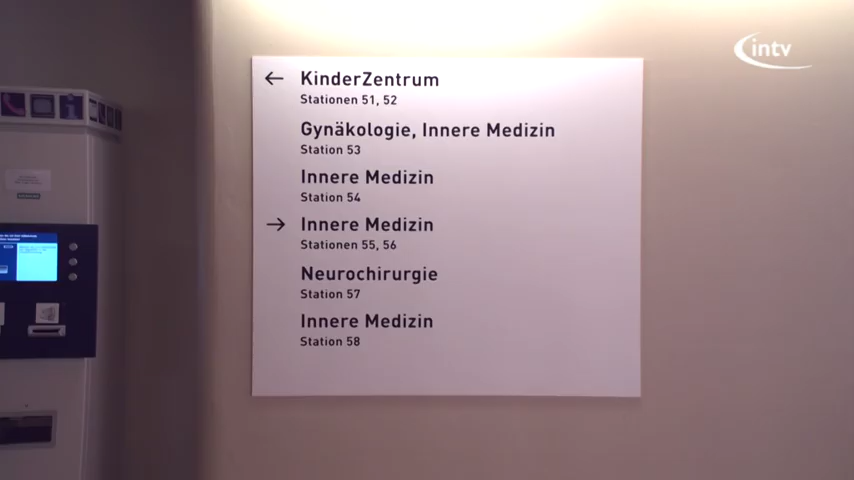 intv
← KinderZentrum
Stationen 51, 52
Gynäkologie, Innere Medizin
Station 53
Innere Medizin
Station 54
→ Innere Medizin
Stationen 55, 56
Neurochirurgie
Station 57
Innere Medizin
Station 58